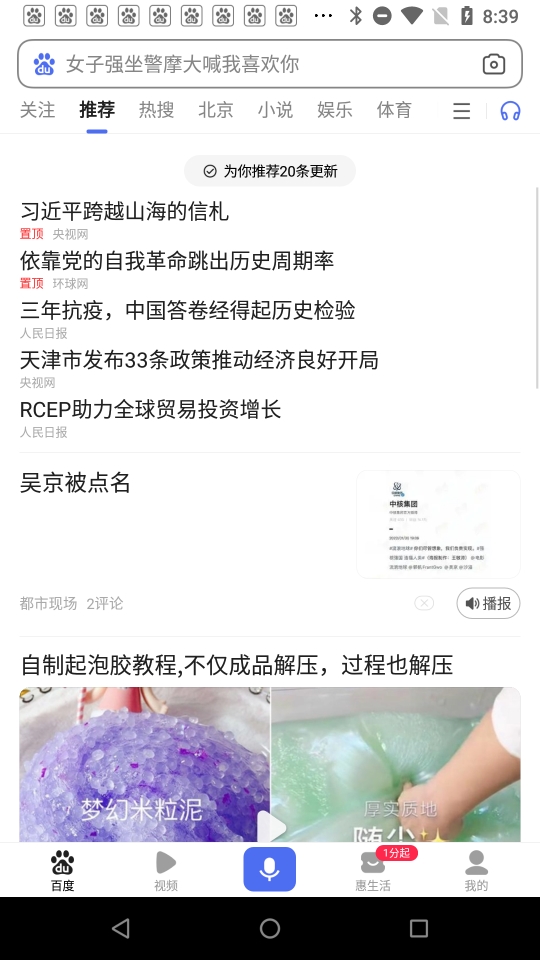 8:39
女子强坐警摩大喊我喜欢你
关注 推荐 热搜 北京 小说 娱乐 体育
为你推荐20条更新
习近平跨越山海的信札
置顶 央视网
依靠党的自我革命跳出历史周期率
置顶 环球网
三年抗疫，中国答卷经得起历史检验
人民日报
天津市发布33条政策推动经济良好开局
央视网
RCEP助力全球贸易投资增长
人民日报
吴京被点名
中核集团
都市现场 2评论
播报
自制起泡胶教程,不仅成品解压，过程也解压
梦幻米粒泥
厚实质地
1分起
百度 视频 惠生活 我的